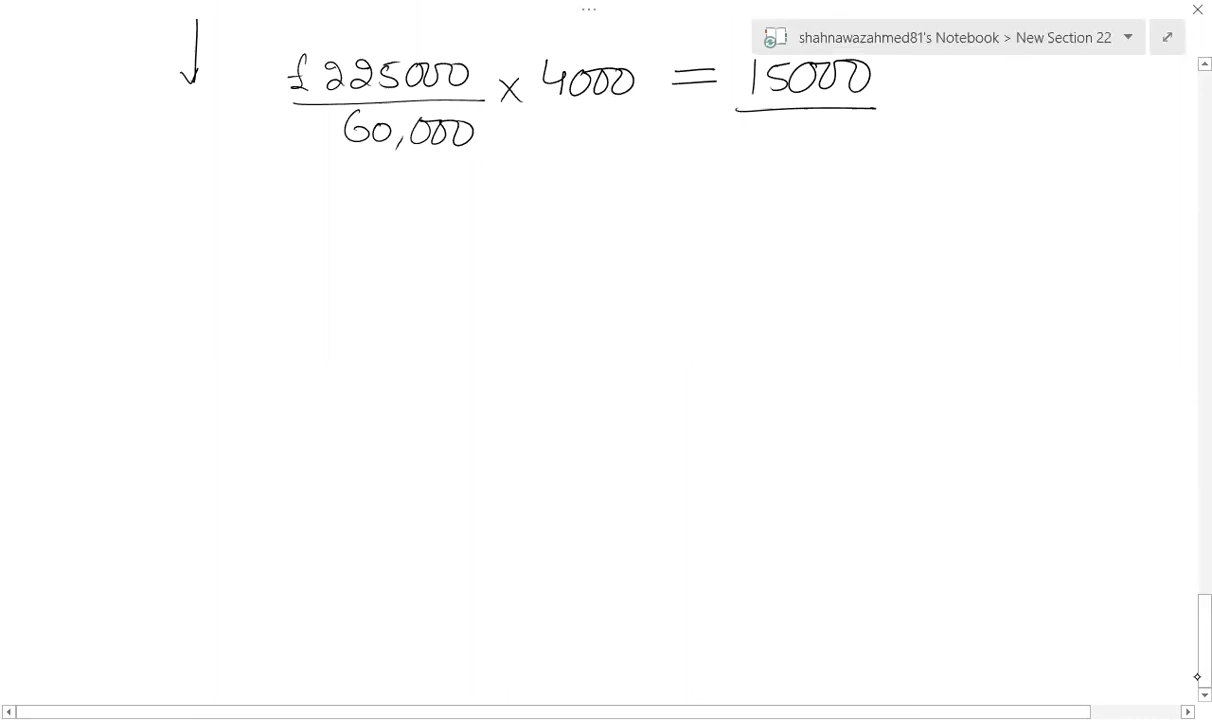 ...
shahnawazahmed81's Notebook > New Section 22
£225000 × 4000 = 15000
60,000